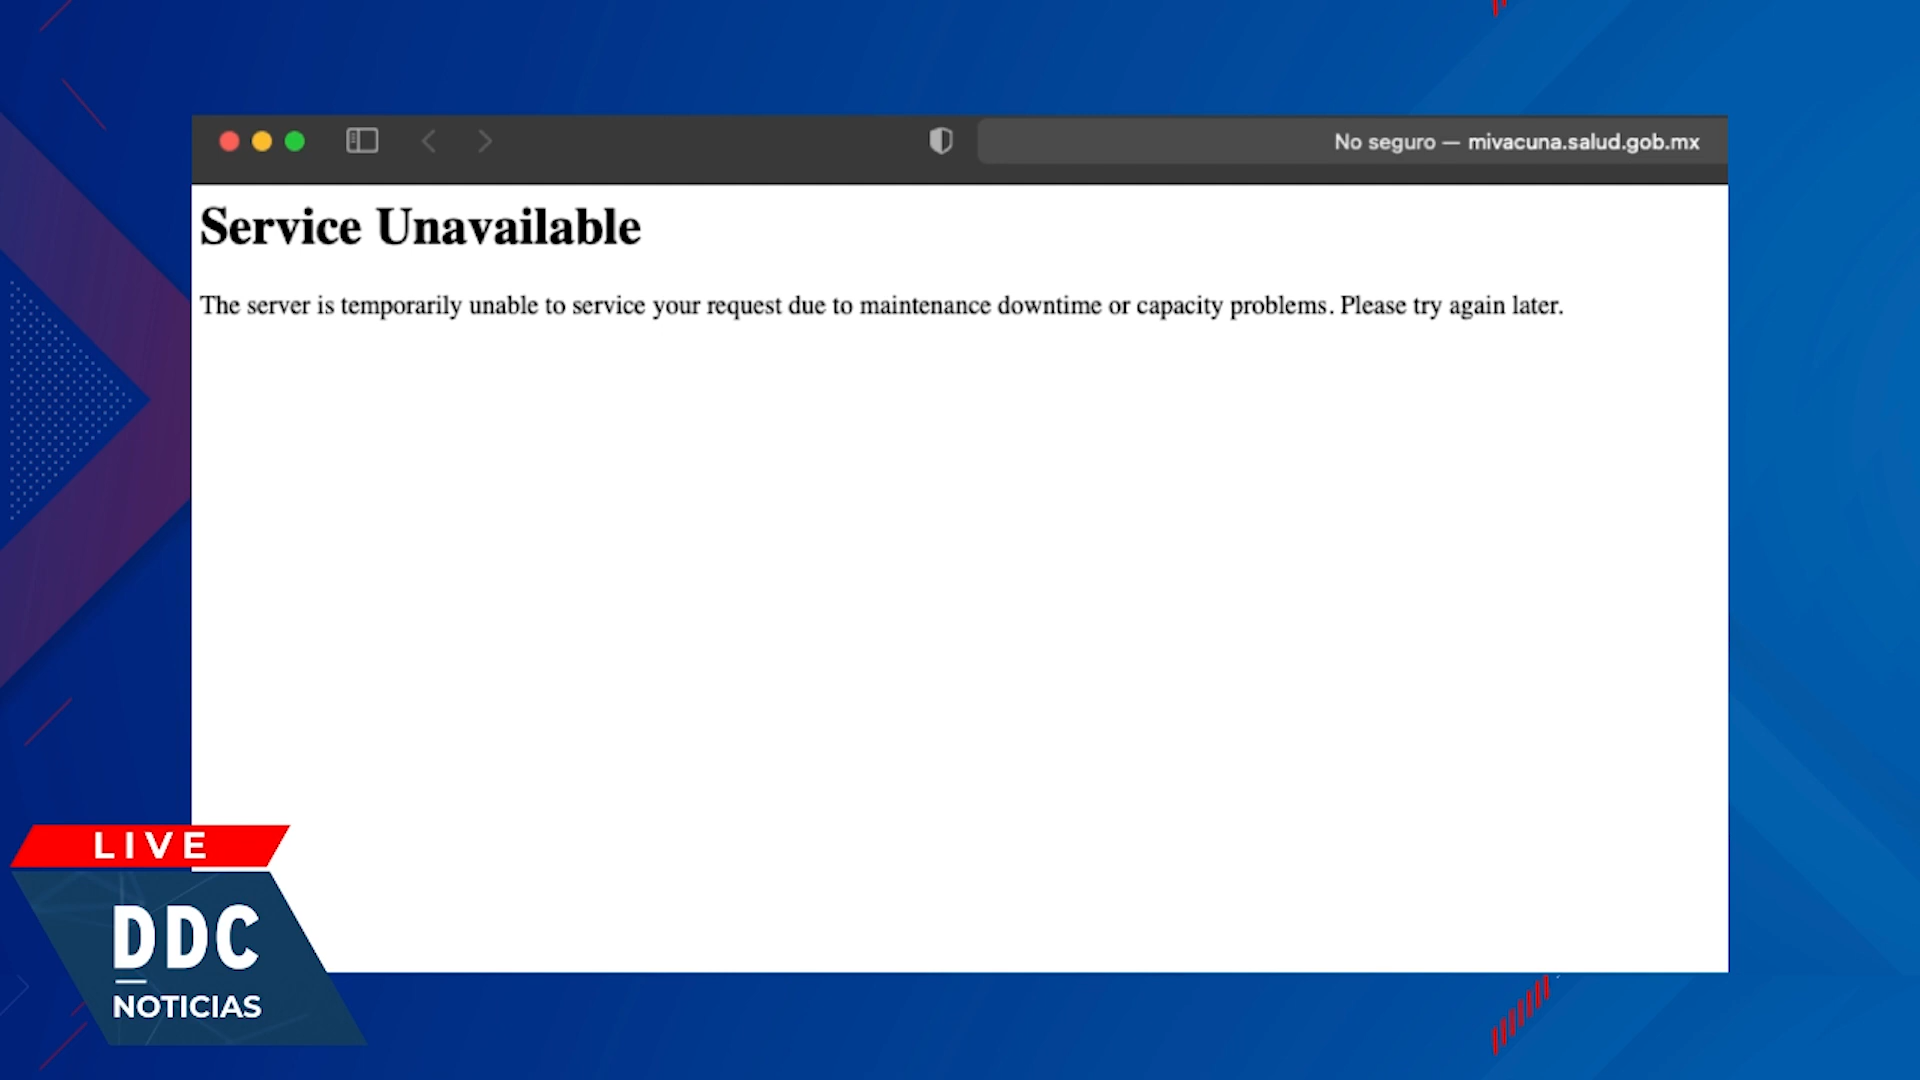 No seguro — mivacuna.salud.gob.mx
Service Unavailable
The server is temporarily unable to service your request due to maintenance downtime or capacity problems. Please try again later.
LIVE
DDC
NOTICIAS